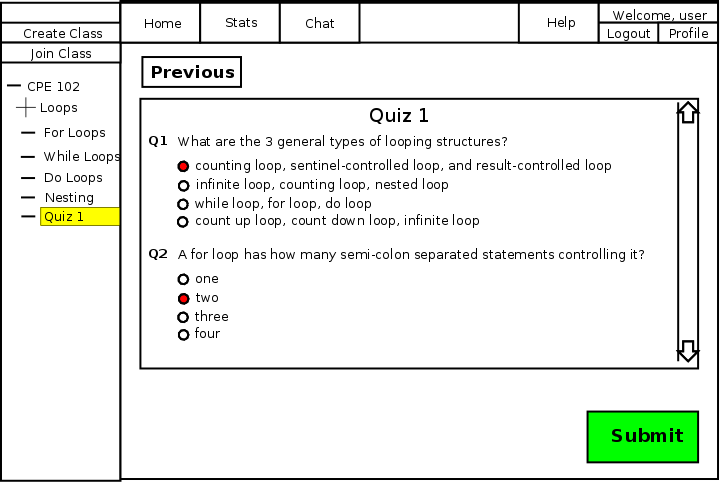 Home
Stats
Chat
Help
Welcome, user
Logout
Profile
Create Class
Join Class
CPE 102
Loops
For Loops
While Loops
Do Loops
Nesting
Quiz 1
Previous
Quiz 1
Q1 What are the 3 general types of looping structures?
counting loop, sentinel-controlled loop, and result-controlled loop
infinite loop, counting loop, nested loop
while loop, for loop, do loop
count up loop, count down loop, infinite loop
Q2 A for loop has how many semi-colon separated statements controlling it?
one
two
three
four
Submit